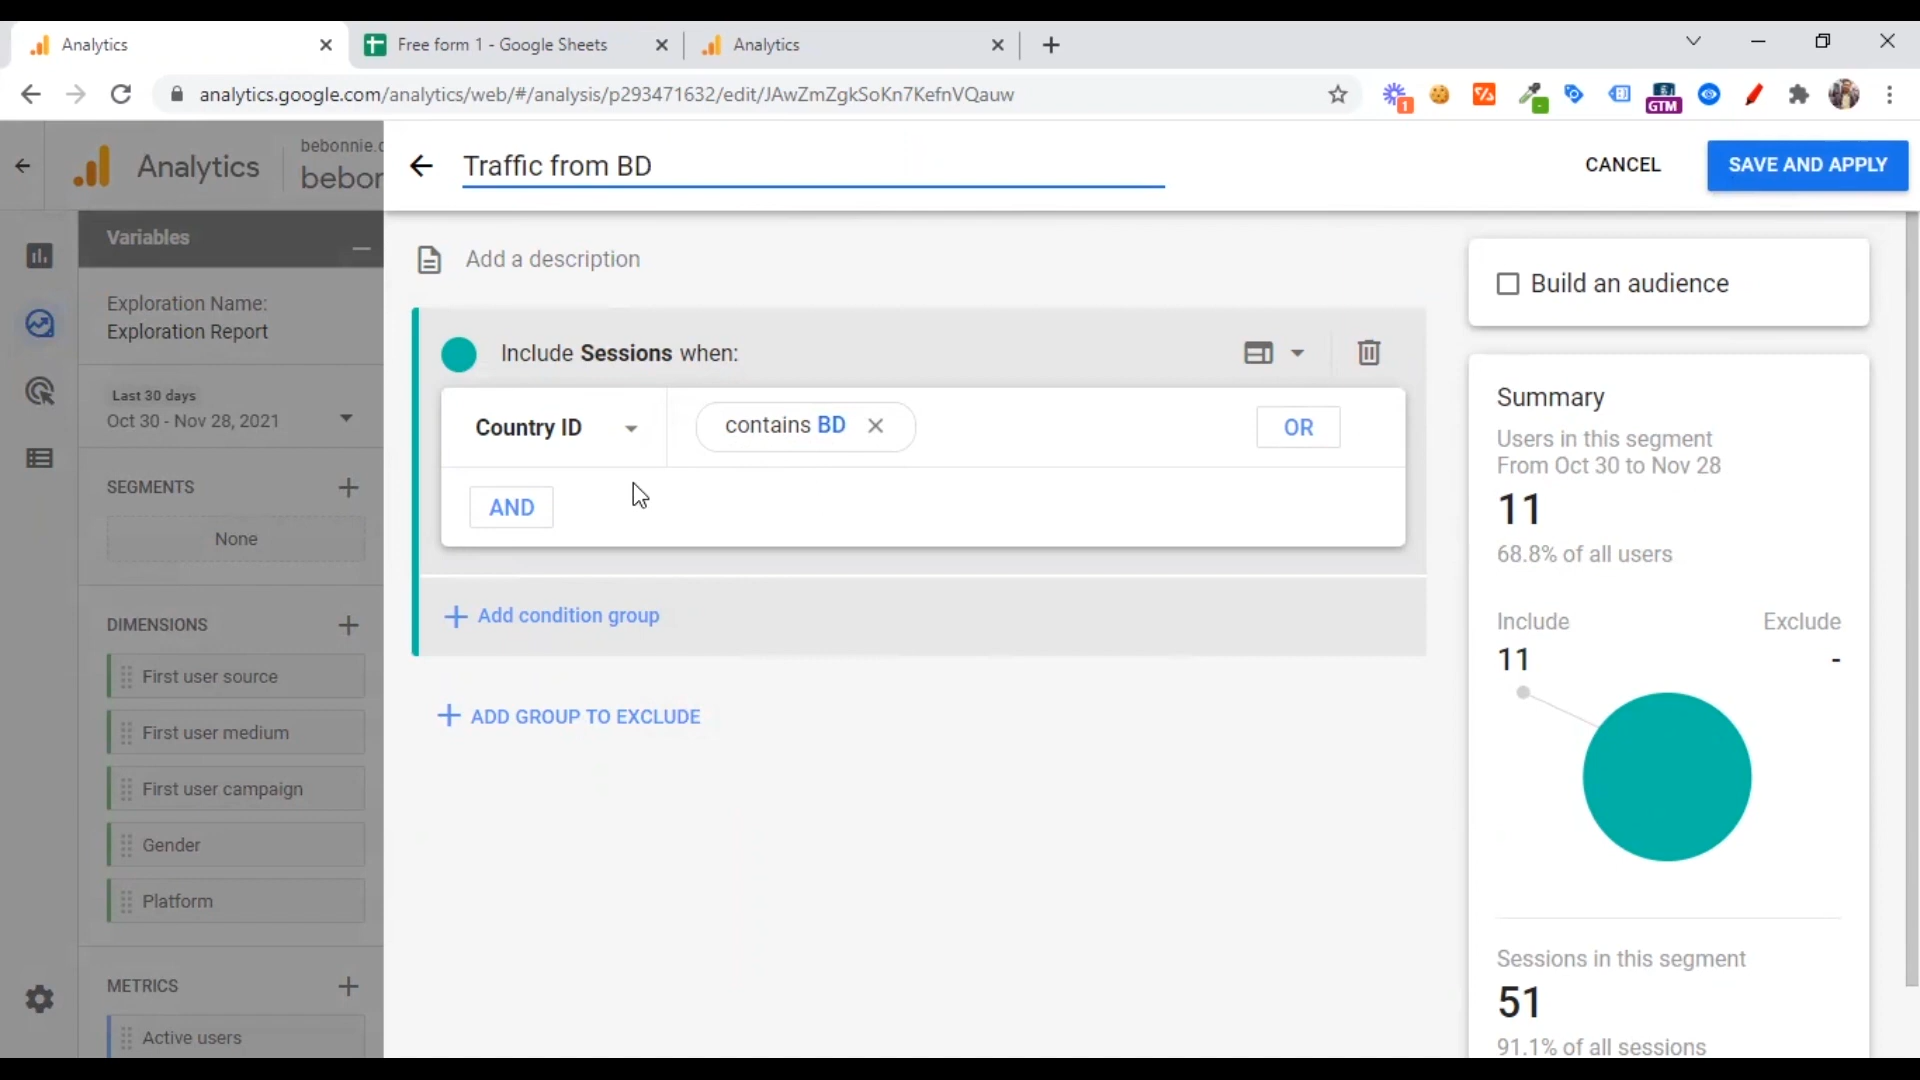 Analytics
Free form 1 - Google Sheets
Analytics
analytics.google.com/analytics/web/#/analysis/p293471632/edit/JAwZmZgkSoKn7KefnVQauw
1
GTM
Analytics
bebonnie.c
bebor
Traffic from BD
CANCEL
SAVE AND APPLY
Variables
Exploration Name:
Exploration Report
Last 30 days
Oct 30 - Nov 28, 2021
SEGMENTS
None
DIMENSIONS
First user source
First user medium
First user campaign
Gender
Platform
METRICS
Active users
Add a description
Include Sessions when:
Country ID
contains BD
OR
AND
Add condition group
ADD GROUP TO EXCLUDE
Build an audience
Summary
Users in this segment
From Oct 30 to Nov 28
11
68.8% of all users
Include
Exclude
11
-
Sessions in this segment
51
91.1% of all sessions